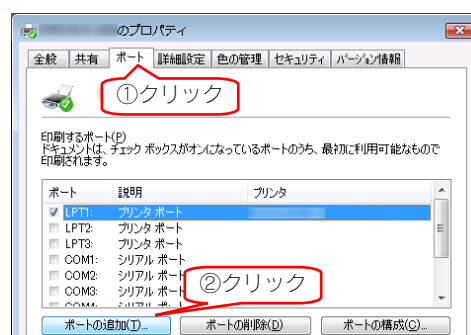 のプロパティ
全般 共有 ポート 詳細設定 色の管理 セキュリティ バージョン情報
①クリック
印刷するポート(P)
ドキュメントは、チェック ボックスがオンになっているポートのうち、最初に利用可能なもので
印刷されます。
ポート 説明 プリンタ
LPT1: プリンタ ポート
LPT2: プリンタ ポート
LPT3: プリンタ ポート
COM1: シリアル ポート
COM2: シリアル ポート
COM3: シリアル ポート
COM4: シリアル ポート
②クリック
ポートの追加(T)... ポートの削除(D) ポートの構成(C)...